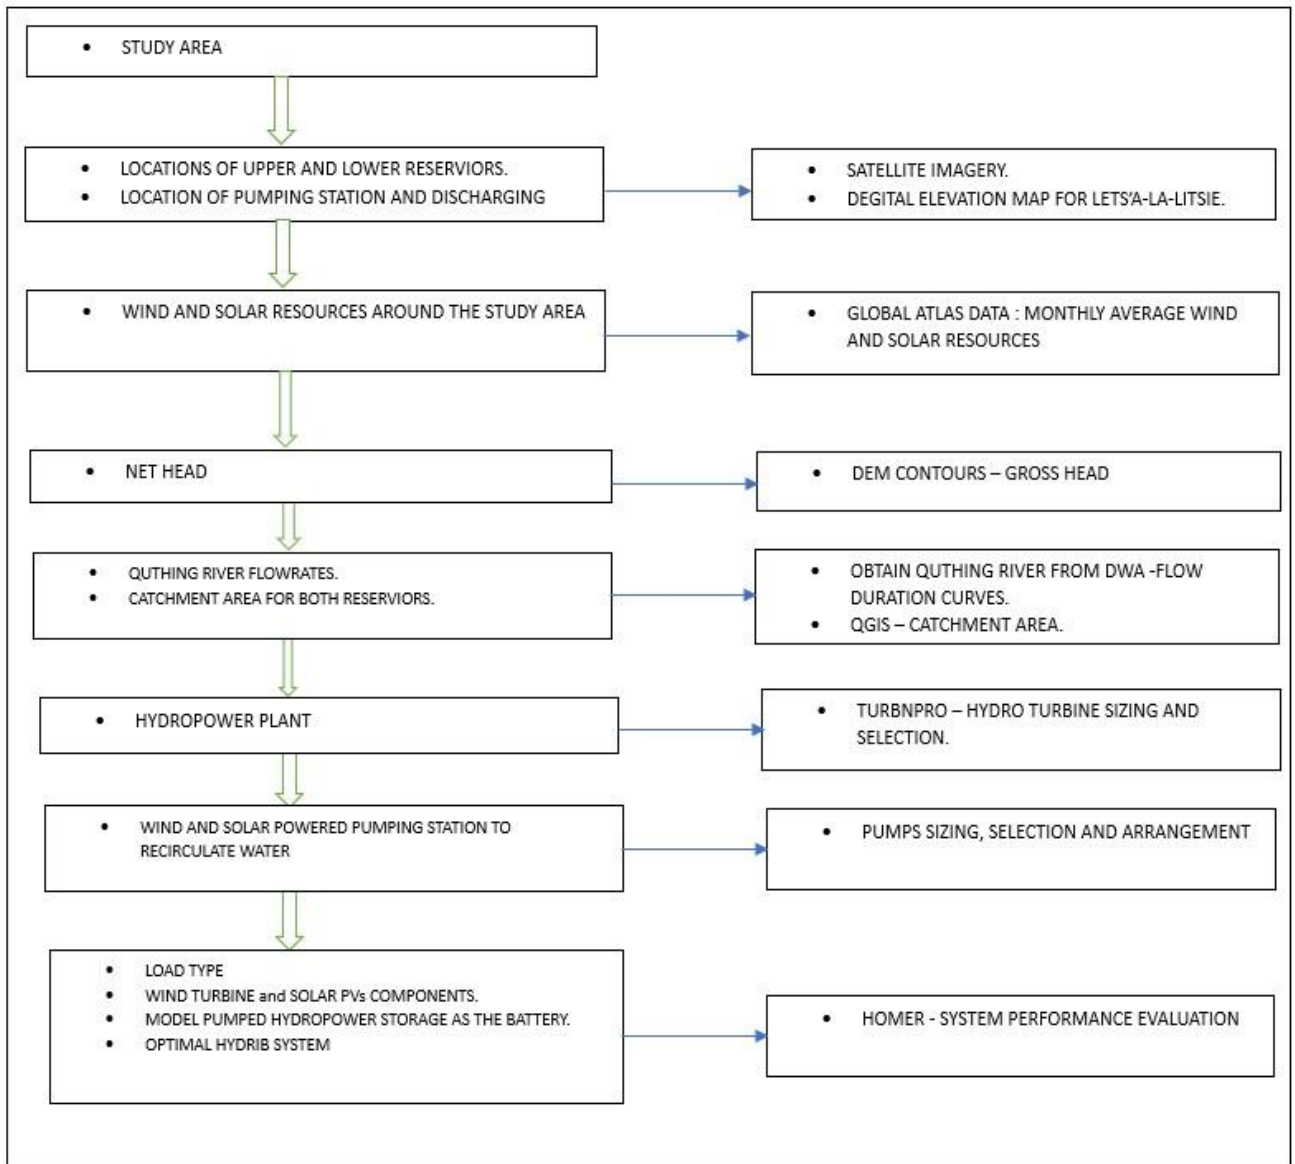 • STUDY AREA
• LOCATIONS OF UPPER AND LOWER RESERVIORS.
• LOCATION OF PUMPING STATION AND DISCHARGING
• SATELLITE IMAGERY.
• DEGITAL ELEVATION MAP FOR LETS'A-LA-LITSIE.
• WIND AND SOLAR RESOURCES AROUND THE STUDY AREA
• GLOBAL ATLAS DATA : MONTHLY AVERAGE WIND
AND SOLAR RESOURCES
• NET HEAD
• DEM CONTOURS – GROSS HEAD
• QUTHING RIVER FLOWRATES.
• CATCHMENT AREA FOR BOTH RESERVIORS.
• OBTAIN QUTHING RIVER FROM DWA -FLOW
DURATION CURVES.
• QGIS – CATCHMENT AREA.
• HYDROPOWER PLANT
• TURBNPRO – HYDRO TURBINE SIZING AND
SELECTION.
• WIND AND SOLAR POWERED PUMPING STATION TO
RECIRCULATE WATER
• PUMPS SIZING, SELECTION AND ARRANGEMENT
• LOAD TYPE
• WIND TURBINE and SOLAR PVs COMPONENTS.
• MODEL PUMPED HYDROPOWER STORAGE AS THE BATTERY.
• OPTIMAL HYDRIB SYSTEM
• HOMER - SYSTEM PERFORMANCE EVALUATION